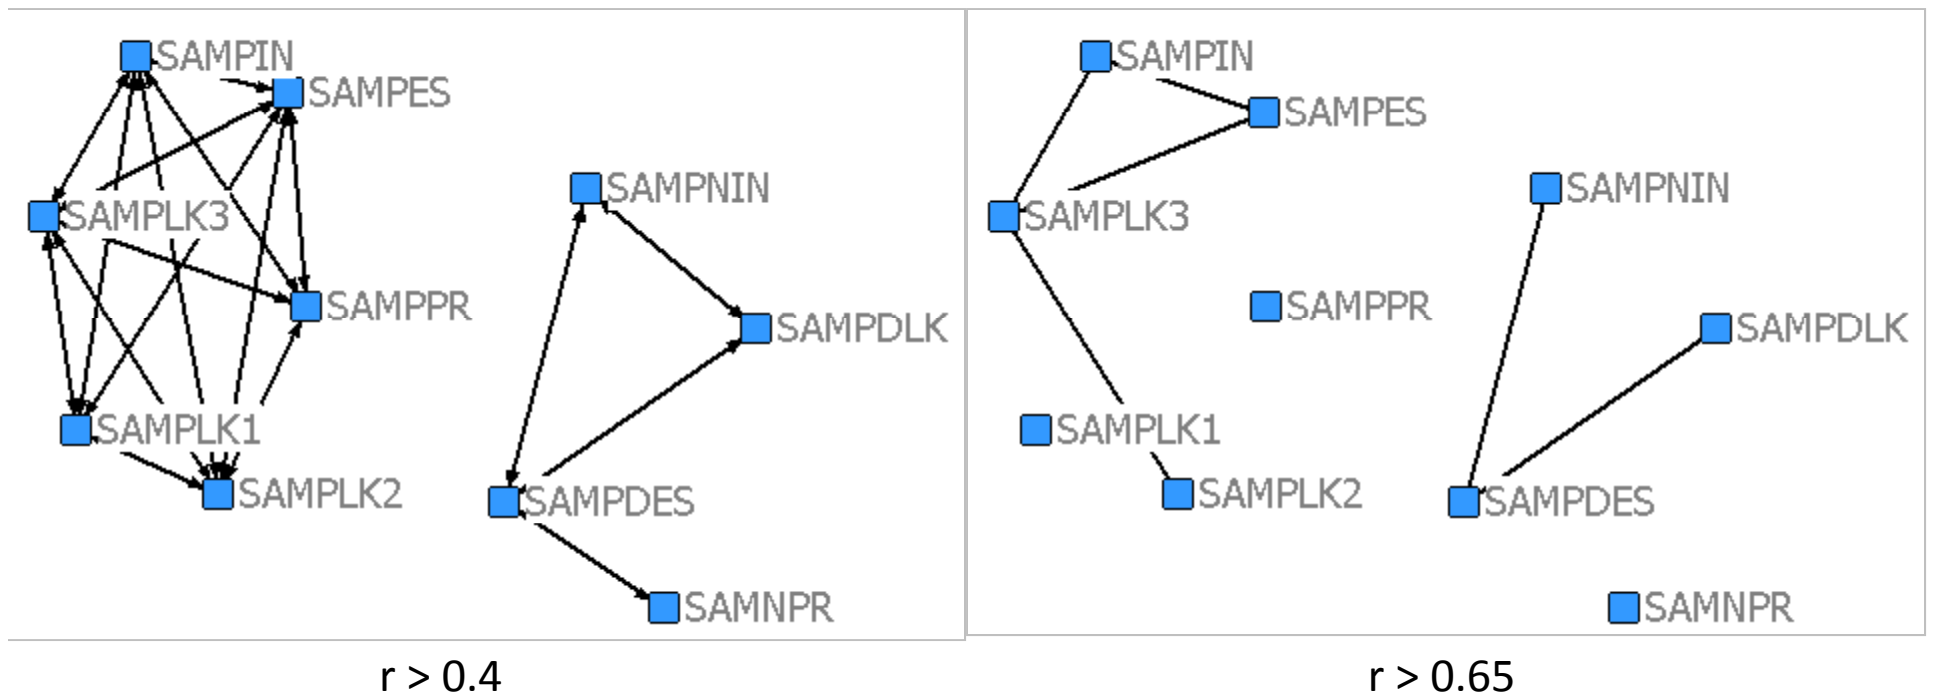 SAMPIN
SAMPES
SAMPLK3
SAMPPR
SAMPLK1
SAMPLK2
SAMPNIN
SAMPDLK
SAMPDES
SAMNPR
r > 0.4
SAMPIN
SAMPES
SAMPLK3
SAMPPR
SAMPLK1
SAMPLK2
SAMPNIN
SAMPDLK
SAMPDES
SAMNPR
r > 0.65